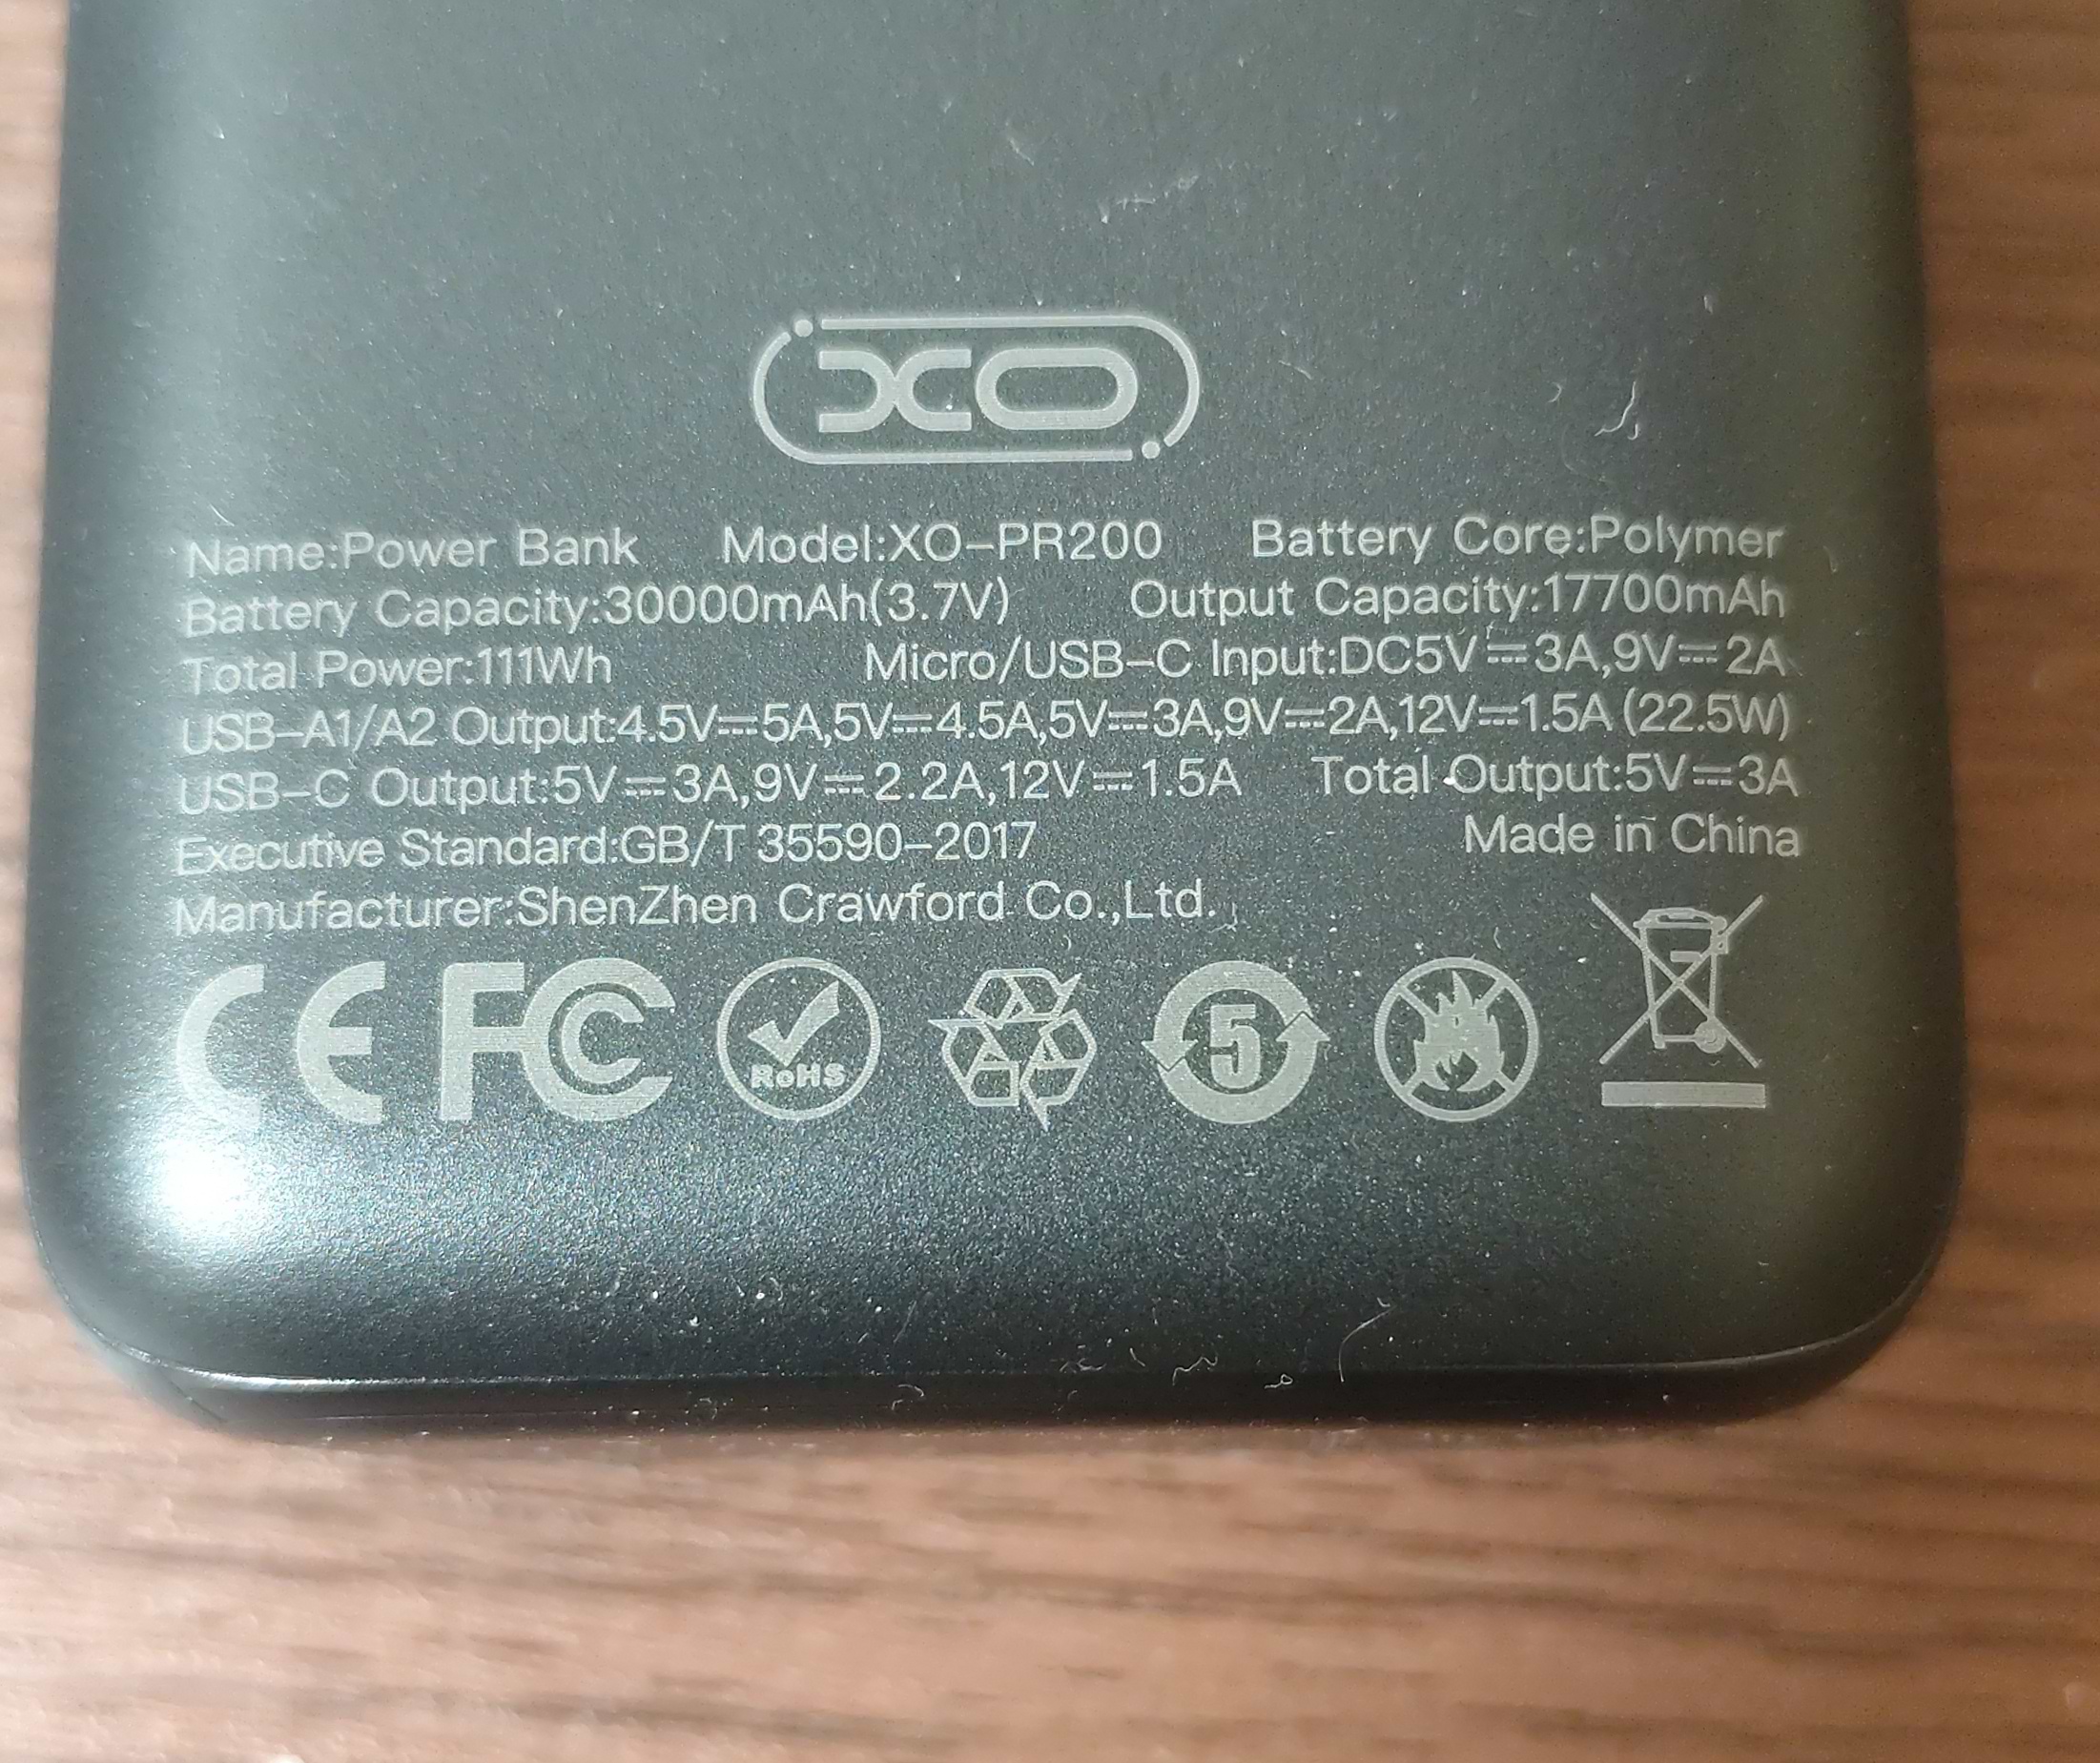 XO
Name:Power Bank Model:XO-PR200 Battery Core:Polymer
Battery Capacity:30000mAh(3.7V) Output Capacity:17700mAh
Total Power:111Wh Micro/USB-C Input:DC5V⎓3A,9V⎓2A
USB-A1/A2 Output:4.5V⎓5A,5V⎓4.5A,5V⎓3A,9V⎓2A,12V⎓1.5A(22.5W)
USB-C Output:5V⎓3A,9V⎓2.2A,12V⎓1.5A Total Output:5V⎓3A
Executive Standard:GB/T 35590-2017 Made in China
Manufacturer:ShenZhen Crawford Co.,Ltd.
CE FC RoHS 5